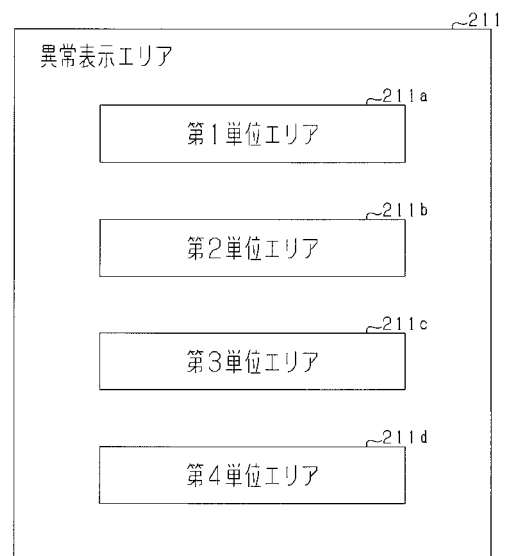 211
異常表示エリア
211a
第1単位エリア
211b
第2単位エリア
211c
第3単位エリア
211d
第4単位エリア